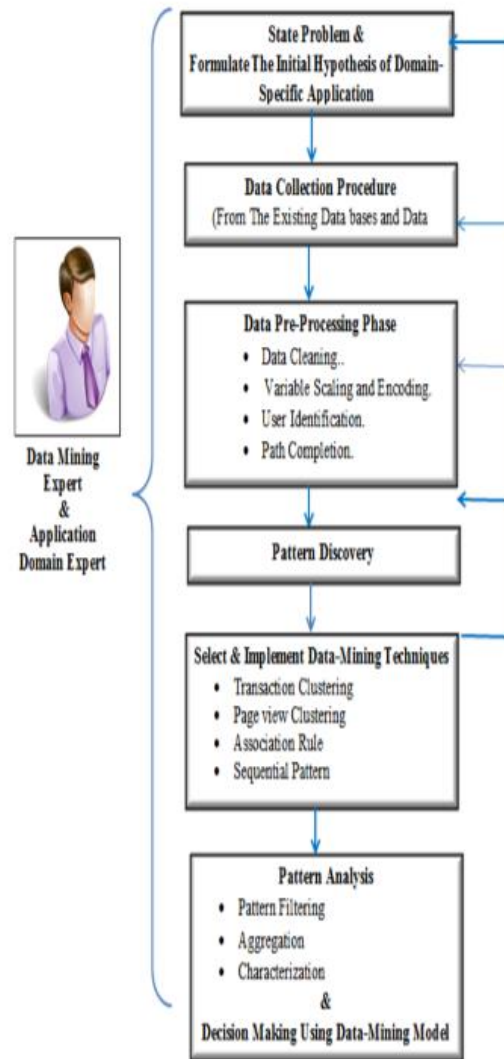 State Problem &
Formulate The Initial Hypothesis of Domain-
Specific Application
Data Collection Procedure
(From The Existing Data bases and Data
Data Pre-Processing Phase
• Data Cleaning..
• Variable Scaling and Encoding.
• User Identification.
• Path Completion.
Data Mining
Expert
&
Application
Domain Expert
Pattern Discovery
Select & Implement Data-Mining Techniques
• Transaction Clustering
• Page view Clustering
• Association Rule
• Sequential Pattern
Pattern Analysis
• Pattern Filtering
• Aggregation
• Characterization
&
Decision Making Using Data-Mining Model